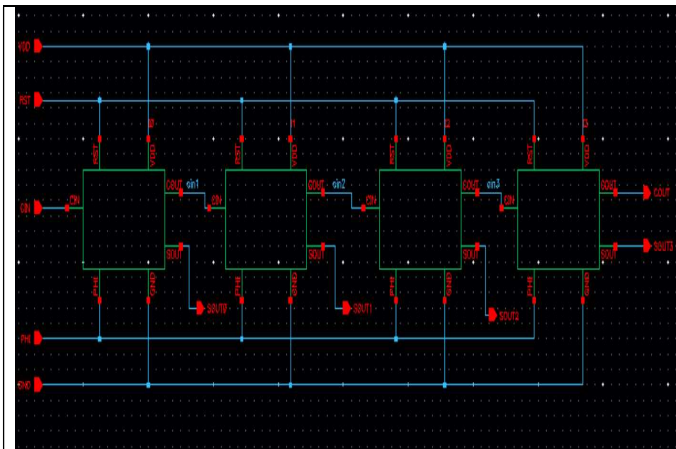 VDD
RST
RST VDD RST VDD RST VDD RST VDD
COUT cin1 COUT cin2 COUT cin3 COUT COUT
CIN CIN CIN CIN CIN
SOUT SOUT SOUT SOUT SOUT3
PHI GND PHI GND PHI GND PHI GND
SOUT0 SOUT1 SOUT2
PHI
GND